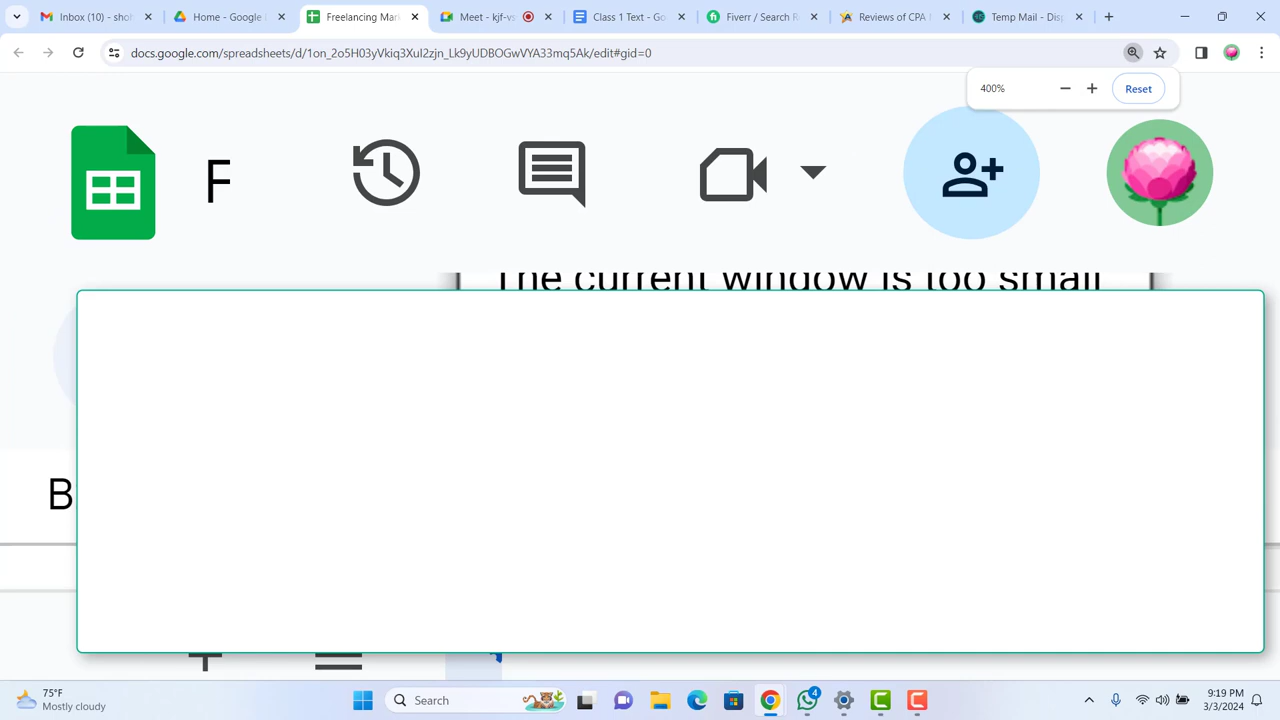 Inbox (10) - sho
Home - Google
Freelancing Mar
Meet - kjf-vs
Class 1 Text - Go
Fiverr / Search R
Reviews of CPA
Temp Mail - Disp
docs.google.com/spreadsheets/d/1on_2o5H03yVkiq3XuI2zjn_Lk9yUDBOGwVYA33mq5Ak/edit#gid=0
400%
Reset
F
The current window is too small
B
75°F
Mostly cloudy
Search
4
9:19 PM
3/3/2024